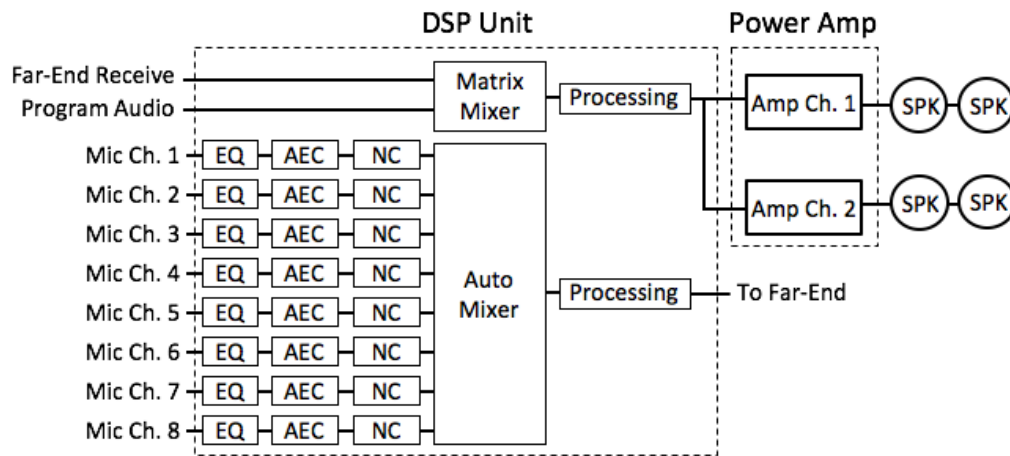 DSP Unit
Power Amp
Far-End Receive
Program Audio
Matrix
Mixer
Processing
Amp Ch. 1
SPK
SPK
Mic Ch. 1 EQ AEC NC
Mic Ch. 2 EQ AEC NC
Mic Ch. 3 EQ AEC NC
Mic Ch. 4 EQ AEC NC
Mic Ch. 5 EQ AEC NC
Mic Ch. 6 EQ AEC NC
Mic Ch. 7 EQ AEC NC
Mic Ch. 8 EQ AEC NC
Auto
Mixer
Amp Ch. 2
SPK
SPK
Processing
To Far-End